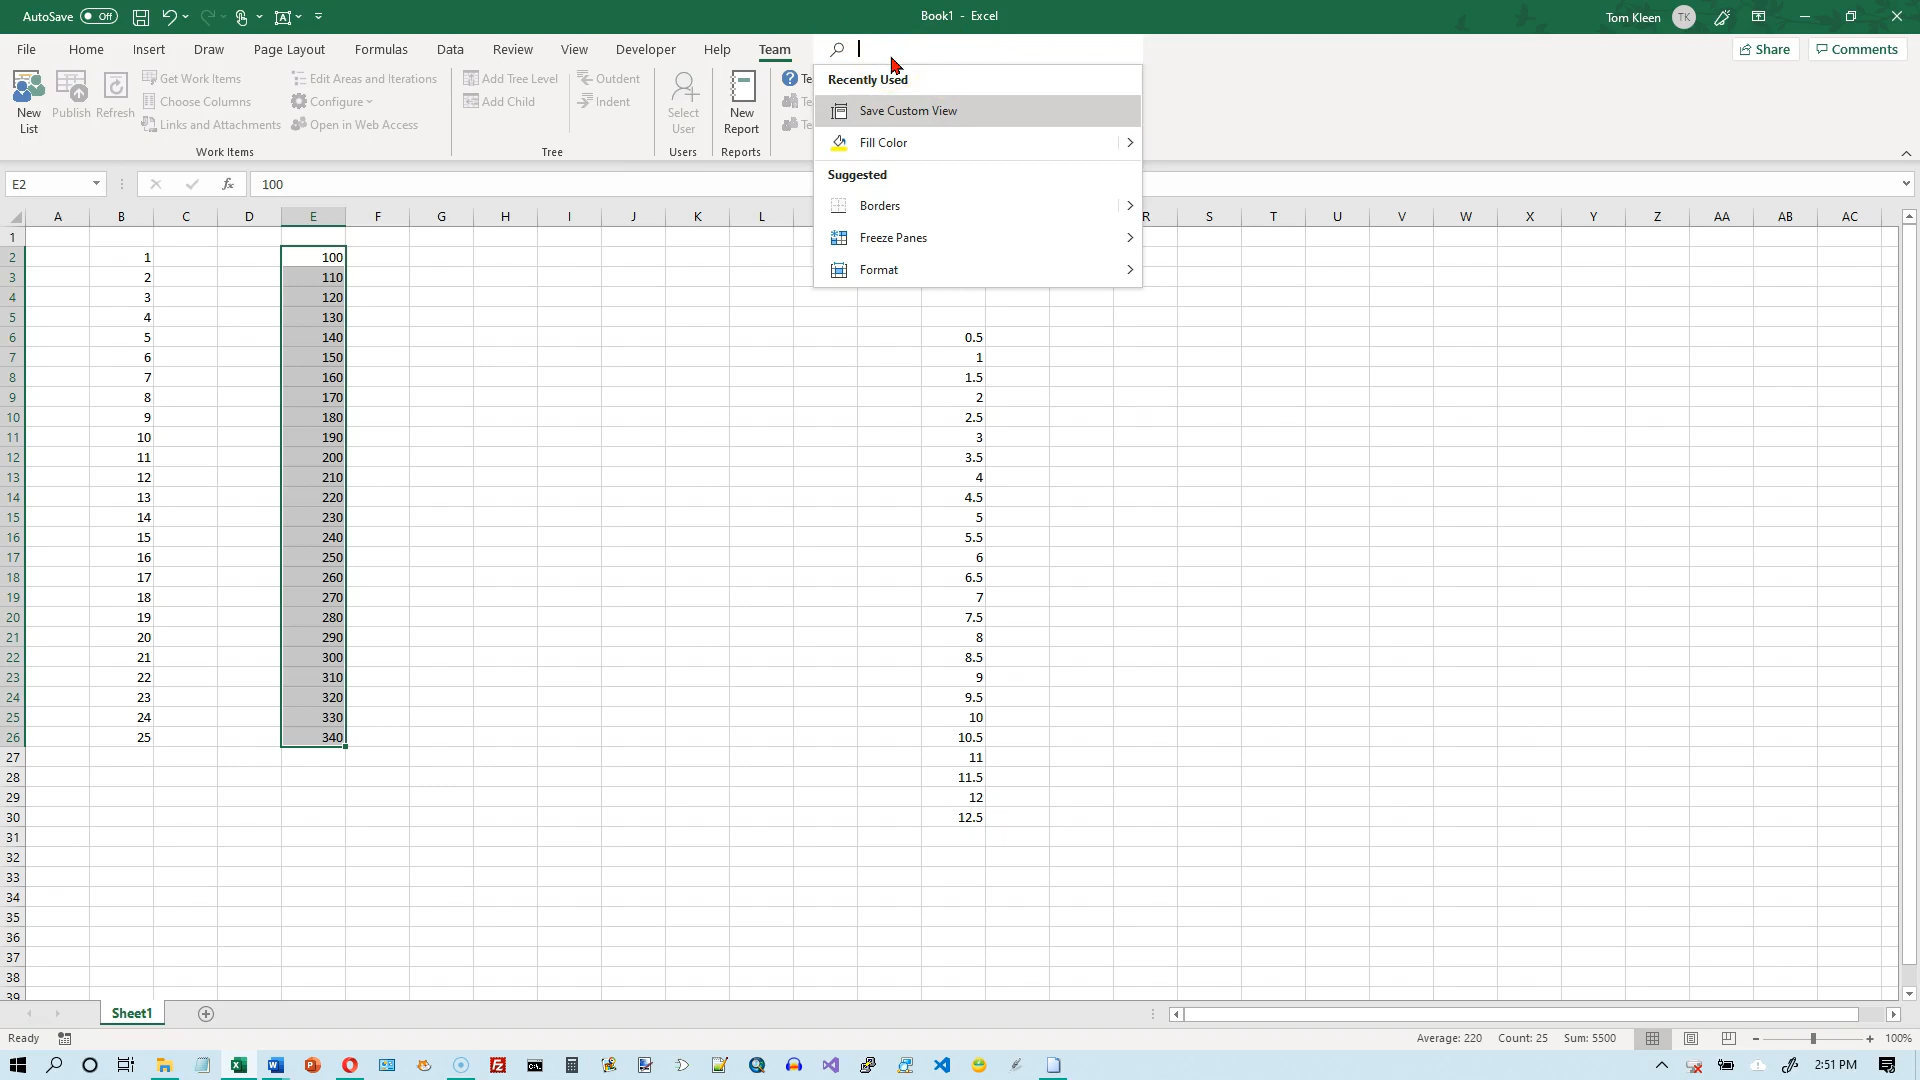 AutoSave Off
Book1 - Excel
Tom Kleen TK
File Home Insert Draw Page Layout Formulas Data Review View Developer Help Team
Share Comments
New List
Publish
Refresh
Get Work Items
Choose Columns
Links and Attachments
Edit Areas and Iterations
Configure
Open in Web Access
Work Items
Add Tree Level
Add Child
Outdent
Indent
Tree
Select User
Users
New Report
Reports
Te
Te
Te
Recently Used
Save Custom View
Fill Color
Suggested
Borders
Freeze Panes
Format
E2 fx 100
A B C D E F G H I J K L R S T U V W X Y Z AA AB AC
1
2 1 100
3 2 110
4 3 120
5 4 130
6 5 140 0.5
7 6 150 1
8 7 160 1.5
9 8 170 2
10 9 180 2.5
11 10 190 3
12 11 200 3.5
13 12 210 4
14 13 220 4.5
15 14 230 5
16 15 240 5.5
17 16 250 6
18 17 260 6.5
19 18 270 7
20 19 280 7.5
21 20 290 8
22 21 300 8.5
23 22 310 9
24 23 320 9.5
25 24 330 10
26 25 340 10.5
27 11
28 11.5
29 12
30 12.5
31
32
33
34
35
36
37
38
39
Sheet1
Ready
Average: 220 Count: 25 Sum: 5500 100%
2:51 PM